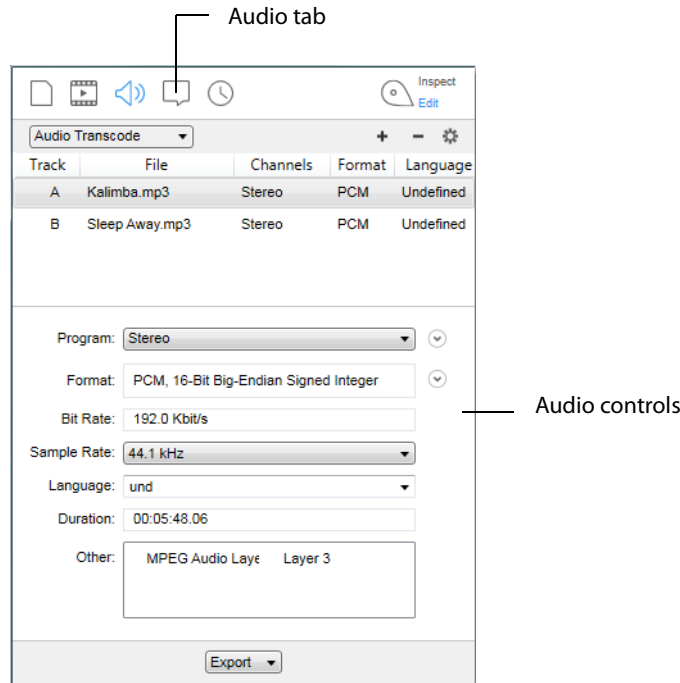 Audio tab
Inspect
Edit
Audio Transcode
Track File Channels Format Language
A Kalimba.mp3 Stereo PCM Undefined
B Sleep Away.mp3 Stereo PCM Undefined
Program: Stereo
Format: PCM, 16-Bit Big-Endian Signed Integer
Audio controls
Bit Rate: 192.0 Kbit/s
Sample Rate: 44.1 kHz
Language: und
Duration: 00:05:48.06
Other: MPEG Audio Laye Layer 3
Export